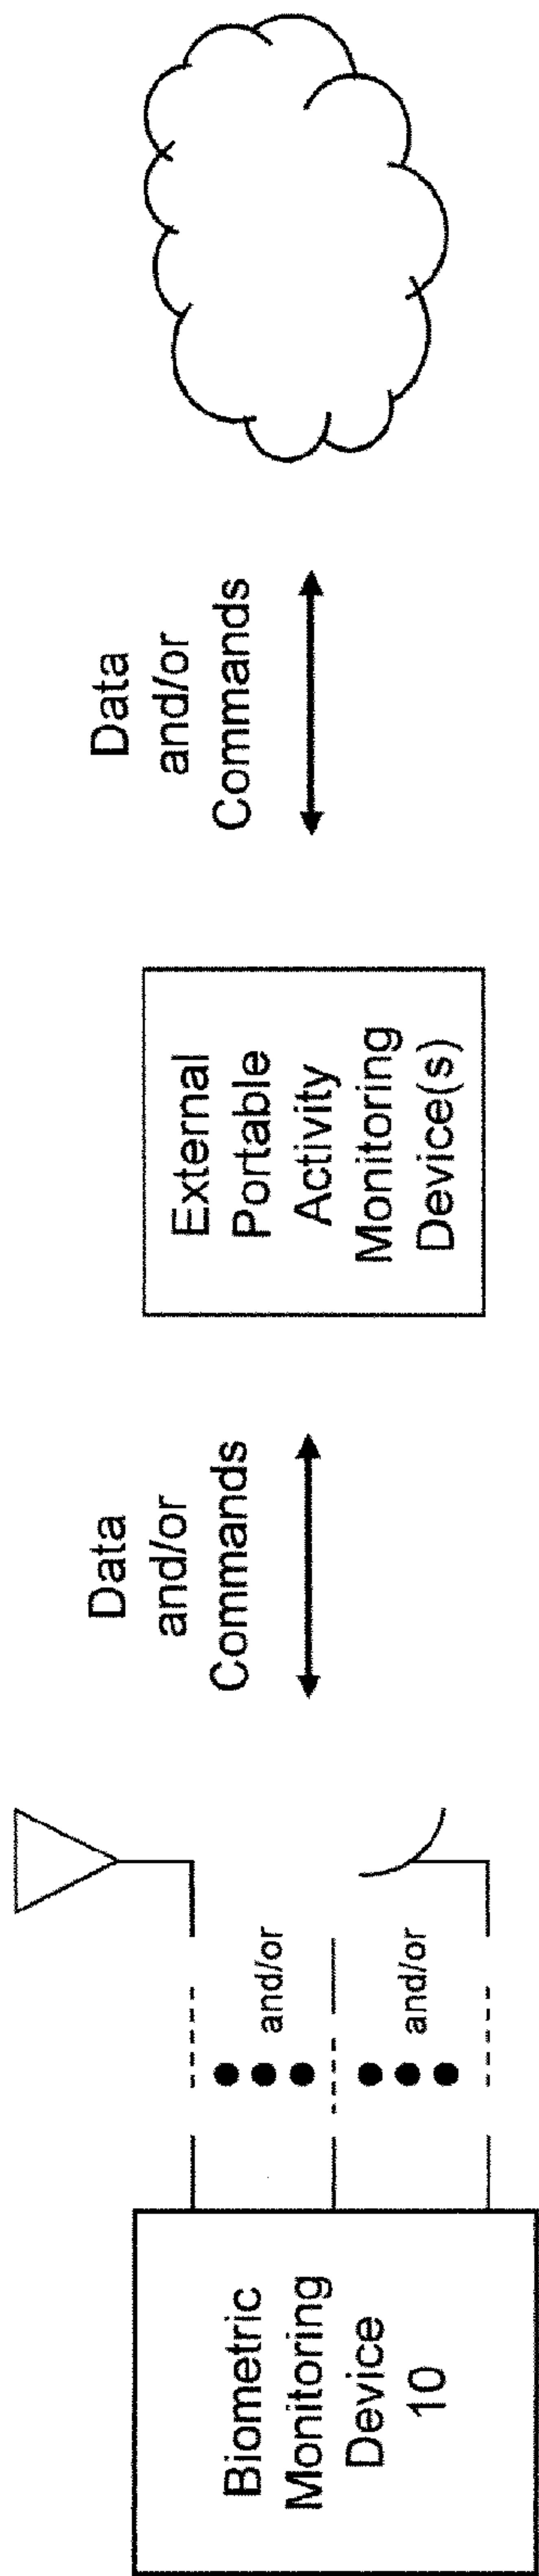 Biometric
Monitoring
Device
10
and/or
and/or
Data
and/or
Commands
External
Portable
Activity
Monitoring
Device(s)
Data
and/or
Commands